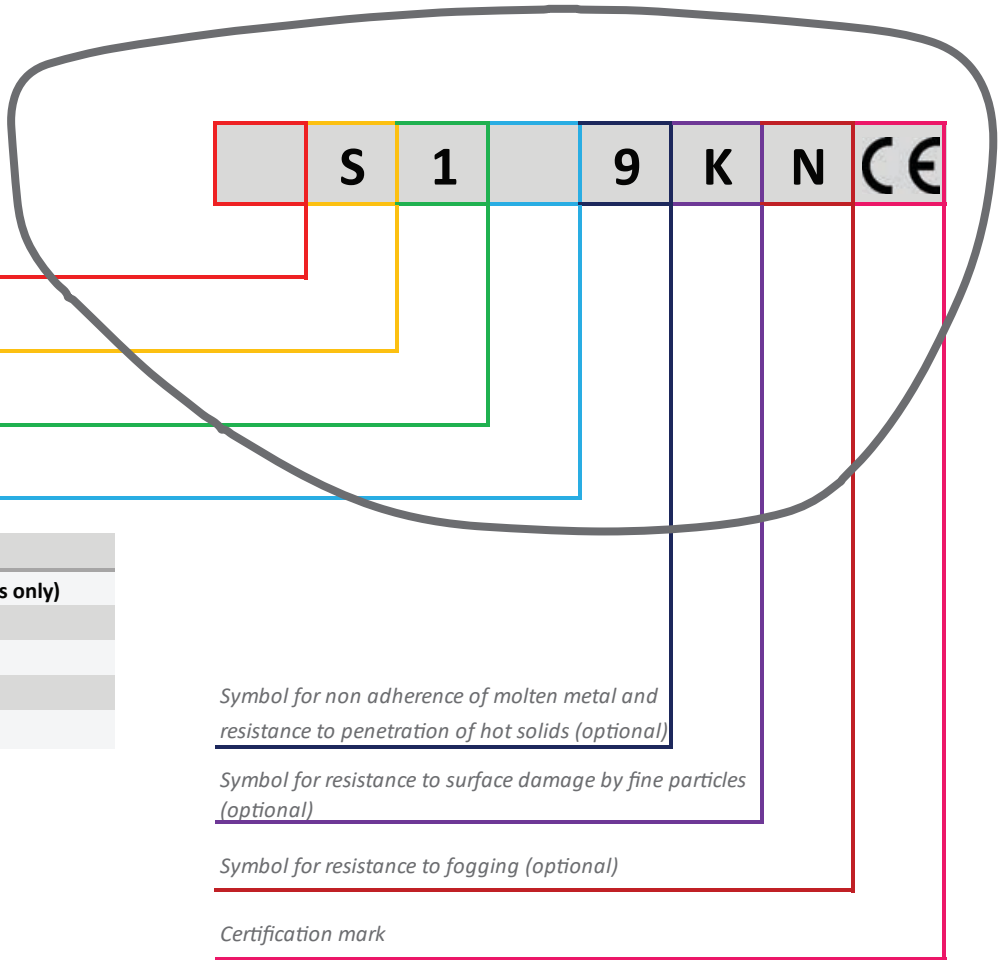 S 1 9 K N CE
s only)
Symbol for non adherence of molten metal and
resistance to penetration of hot solids (optional)
Symbol for resistance to surface damage by fine particles
(optional)
Symbol for resistance to fogging (optional)
Certification mark